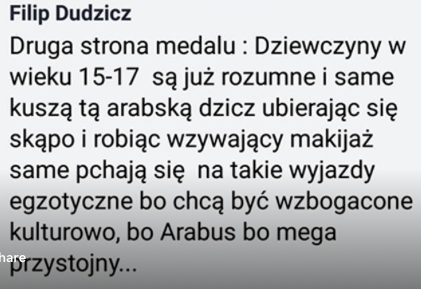 Filip Dudzicz
Druga strona medalu : Dziewczyny w
wieku 15-17 są już rozumne i same
kuszą tą arabską dzicz ubierając się
skąpo i robiąc wzywający makijaż
same pchają się na takie wyjazdy
egzotyczne bo chcą być wzbogacone
kulturowo, bo Arabus bo mega
hare
przystojny...